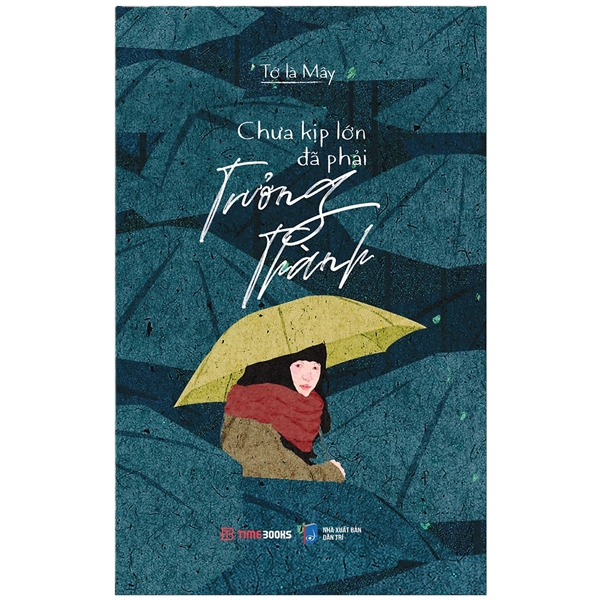 Tớ là Mây
Chưa kịp lớn
đã phải
Trưởng
Thành
TIMEBOOKS
NHÀ XUẤT BẢN
DÂN TRÍ